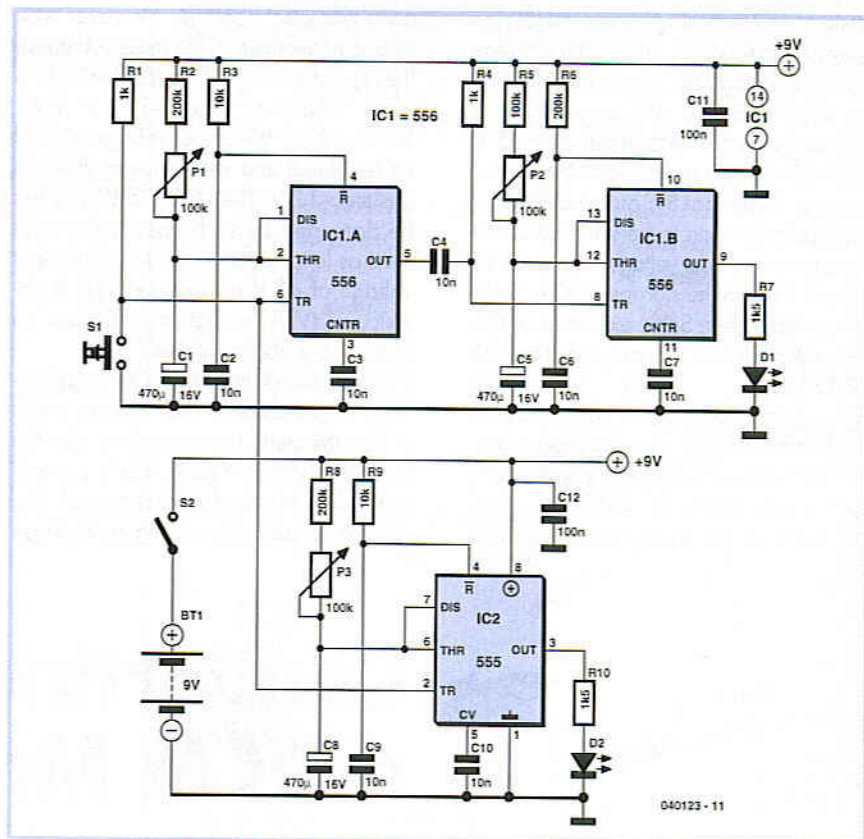 +9V
R1
1k
R2
200k
R3
10k
R4
1k
R5
100k
R6
200k
C11
100n
14
IC1
7
IC1 = 556
P1
100k
4
R
1
DIS
2
THR
6
TR
IC1.A
556
OUT
5
CNTR
3
C4
10n
P2
100k
10
R
13
DIS
12
THR
8
TR
IC1.B
556
OUT
9
CNTR
11
R7
1k5
D1
S1
C1
470µ
16V
C2
10n
C3
10n
C5
470µ
16V
C6
10n
C7
10n
+9V
S2
R8
200k
R9
10k
C12
100n
P3
100k
4
R
8
+
7
DIS
6
THR
2
TR
IC2
555
OUT
3
CV
5
1
R10
1k5
D2
BT1
+
9V
–
C8
470µ
16V
C9
10n
C10
10n
040123 - 11